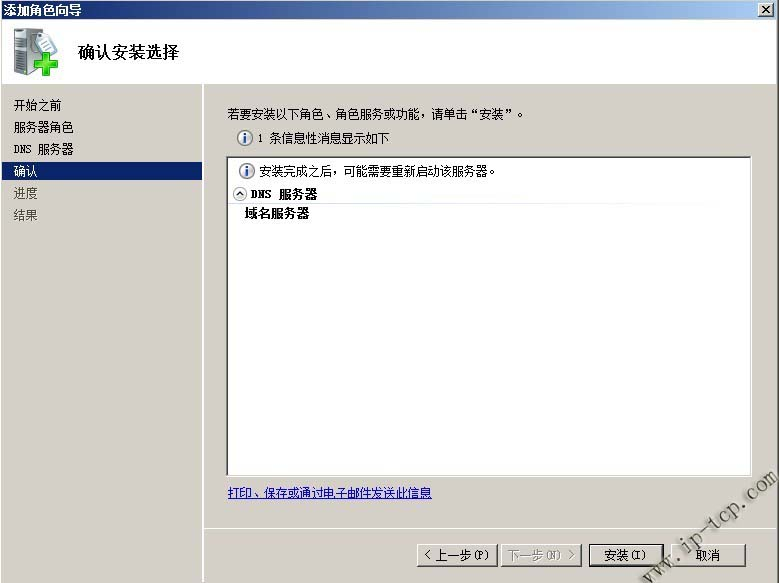 添加角色向导
确认安装选择
开始之前
服务器角色
DNS 服务器
确认
进度
结果
若要安装以下角色、角色服务或功能，请单击“安装”。
1 条信息性消息显示如下
安装完成之后，可能需要重新启动该服务器。
DNS 服务器
域名服务器
打印、保存或通过电子邮件发送此信息
< 上一步(P)
下一步(N) >
安装(I)
取消
www.ip-tcp.com